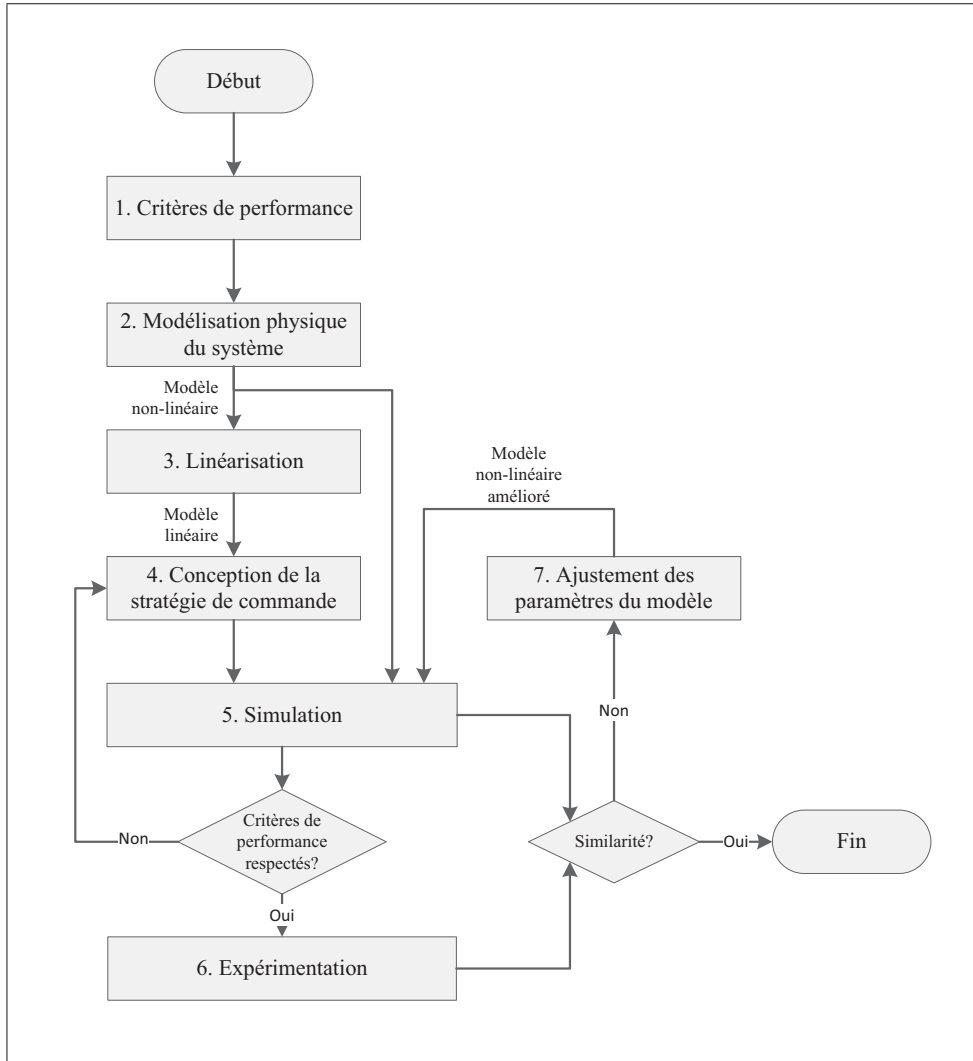 Début
1. Critères de performance
2. Modélisation physique
du système
Modèle
non-linéaire
3. Linéarisation
Modèle
linéaire
4. Conception de la
stratégie de commande
Modèle
non-linéaire
amélioré
7. Ajustement des
paramètres du modèle
5. Simulation
Non
Critères de
performance
respectés?
Non
Similarité?
Oui
Fin
Oui
6. Expérimentation